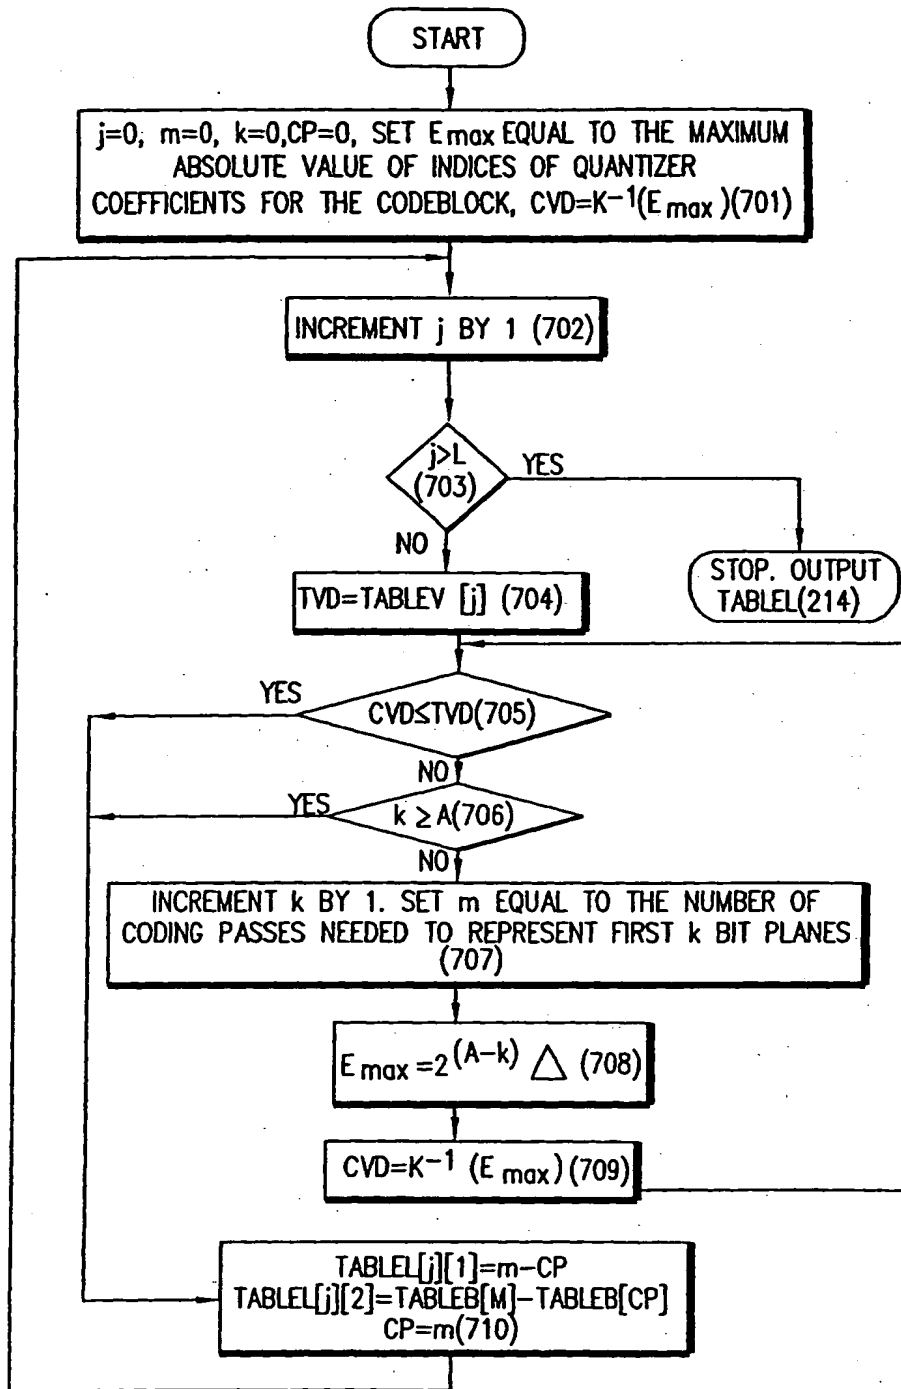 START
j=0, m=0, k=0,CP=0, SET Emax EQUAL TO THE MAXIMUM
ABSOLUTE VALUE OF INDICES OF QUANTIZER
COEFFICIENTS FOR THE CODEBLOCK, CVD=K⁻¹(Emax)(701)
INCREMENT j BY 1 (702)
j>L
(703)
YES
NO
STOP. OUTPUT
TABLEL(214)
TVD=TABLEV [j] (704)
YES
CVD≤TVD(705)
NO
YES
k ≥ A(706)
NO
INCREMENT k BY 1. SET m EQUAL TO THE NUMBER OF
CODING PASSES NEEDED TO REPRESENT FIRST k BIT PLANES
(707)
Emax=2^(A-k) △ (708)
CVD=K⁻¹ (Emax)(709)
TABLEL[j][1]=m-CP
TABLEL[j][2]=TABLEB[M]-TABLEB[CP]
CP=m(710)